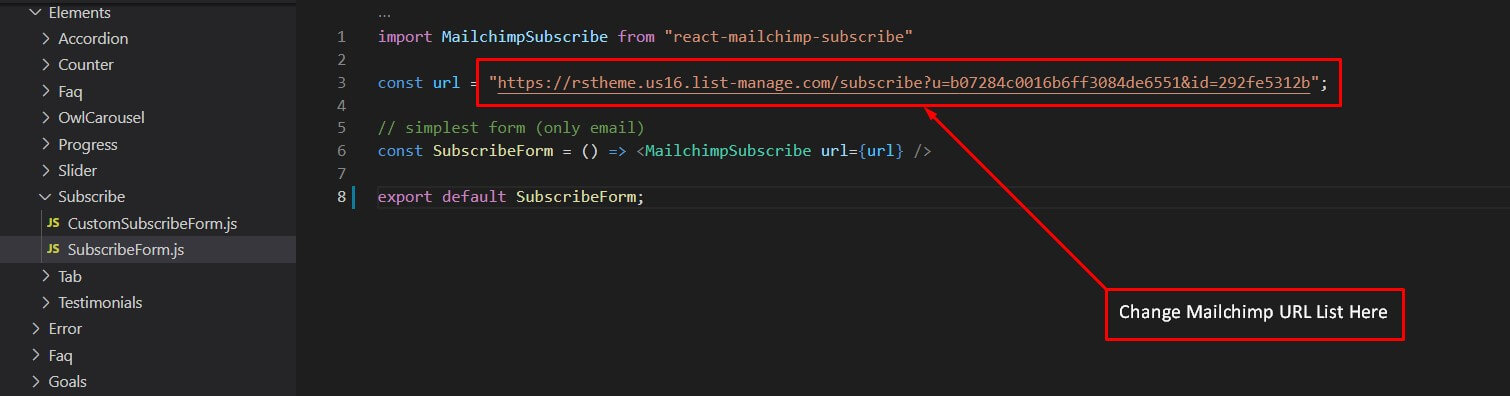 Elements
Accordion
Counter
Faq
OwlCarousel
Progress
Slider
Subscribe
JS CustomSubscribeForm.js
JS SubscribeForm.js
Tab
Testimonials
Error
Faq
Goals
...
1 import MailchimpSubscribe from "react-mailchimp-subscribe"
2
3 const url = "https://rstheme.us16.list-manage.com/subscribe?u=b07284c0016b6ff3084de6551&id=292fe5312b";
4
5 // simplest form (only email)
6 const SubscribeForm = () => <MailchimpSubscribe url={url} />
7
8 export default SubscribeForm;
Change Mailchimp URL List Here